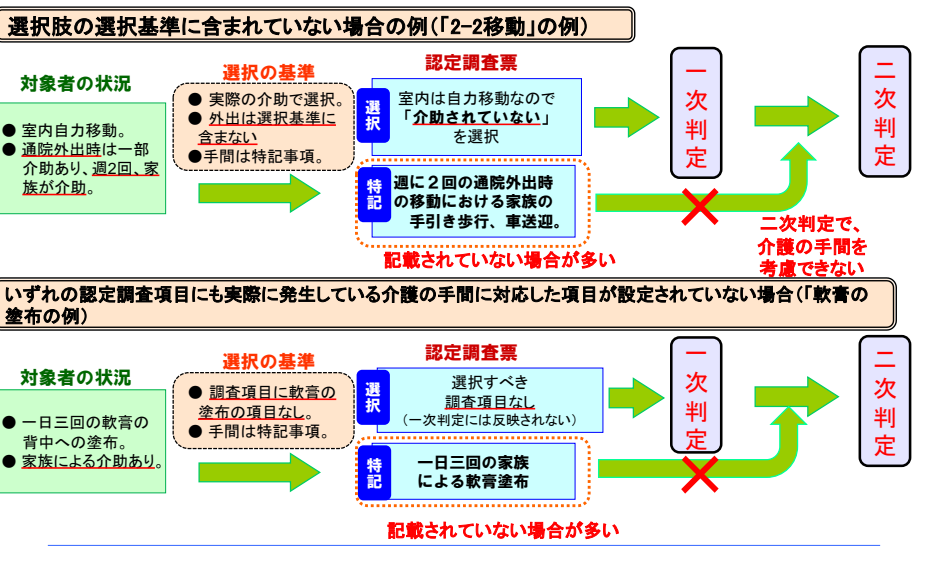 選択肢の選択基準に含まれていない場合の例(「2-2移動」の例)
対象者の状況
● 室内自力移動。
● 通院外出時は一部
介助あり、週2回、家
族が介助。
選択の基準
● 実際の介助で選択。
● 外出は選択基準に
含まない
●手間は特記事項。
認定調査票
選択
室内は自力移動なので
「介助されていない」
を選択
特記
週に2回の通院外出時
の移動における家族の
手引き歩行、車送迎。
記載されていない場合が多い
一次判定
二次判定
二次判定で、
介護の手間を
考慮できない
いずれの認定調査項目にも実際に発生している介護の手間に対応した項目が設定されていない場合(「軟膏の
塗布の例)
対象者の状況
● 一日三回の軟膏の
背中への塗布。
● 家族による介助あり。
選択の基準
● 調査項目に軟膏の
塗布の項目なし。
● 手間は特記事項。
認定調査票
選択
選択すべき
調査項目なし
(一次判定には反映されない)
特記
一日三回の家族
による軟膏塗布
記載されていない場合が多い
一次判定
二次判定